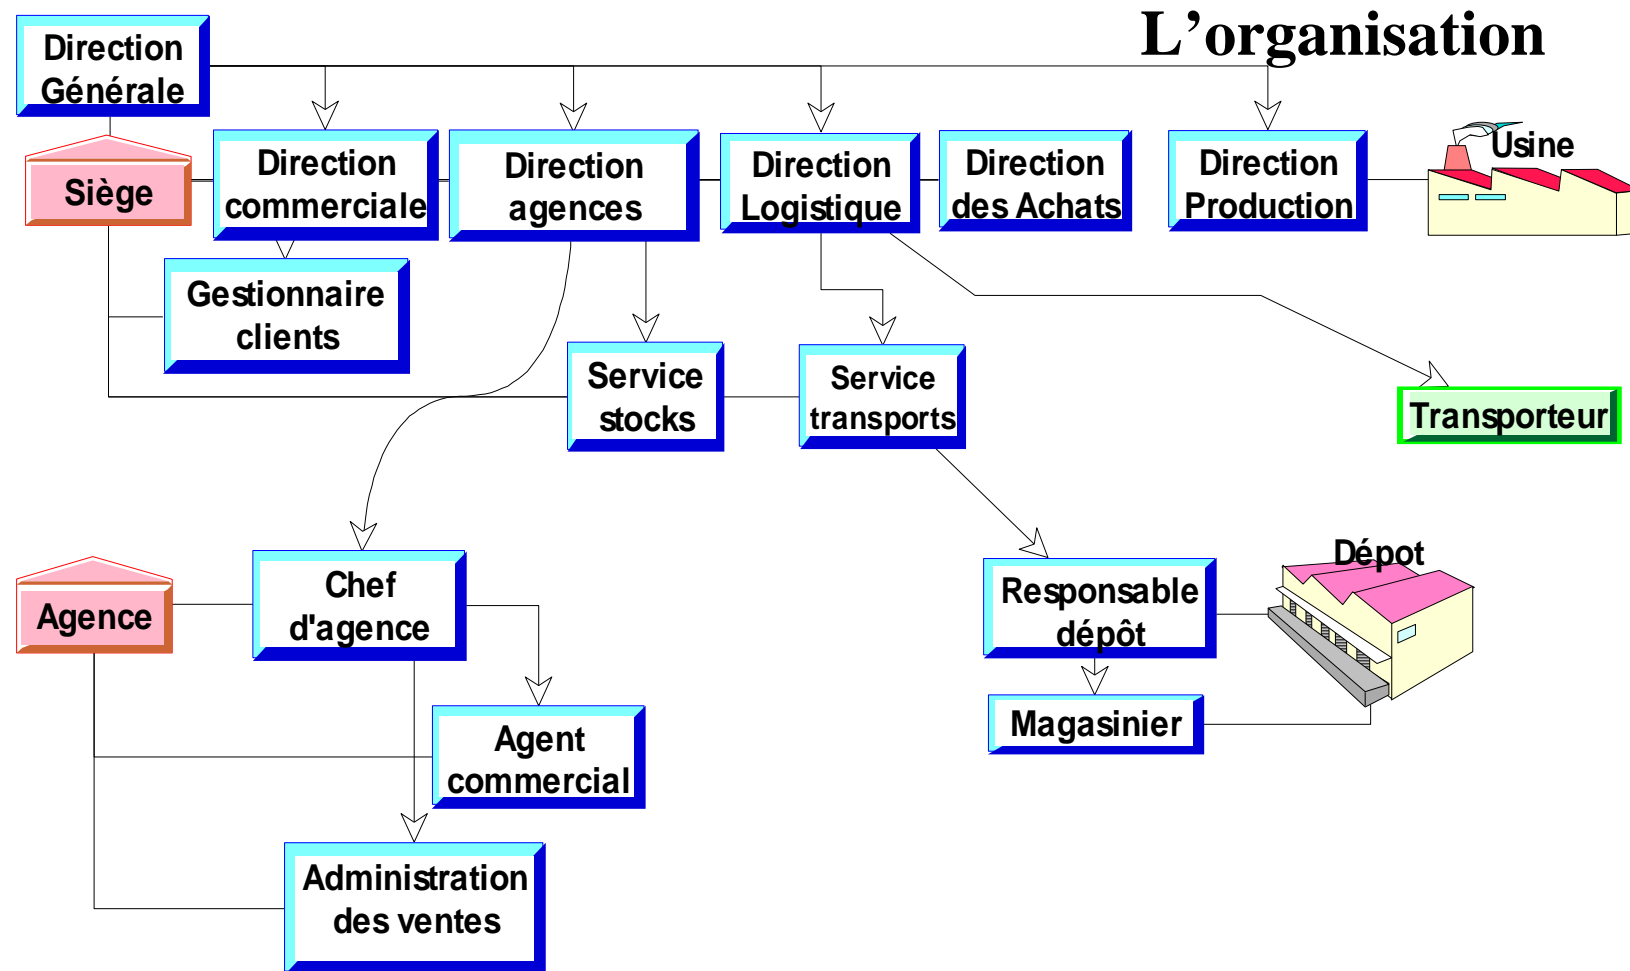 L'organisation
Direction
Générale
Siège
Direction
commerciale
Direction
agences
Direction
Logistique
Direction
des Achats
Direction
Production
Usine
Gestionnaire
clients
Service
stocks
Service
transports
Transporteur
Agence
Chef
d'agence
Responsable
dépôt
Dépot
Agent
commercial
Magasinier
Administration
des ventes